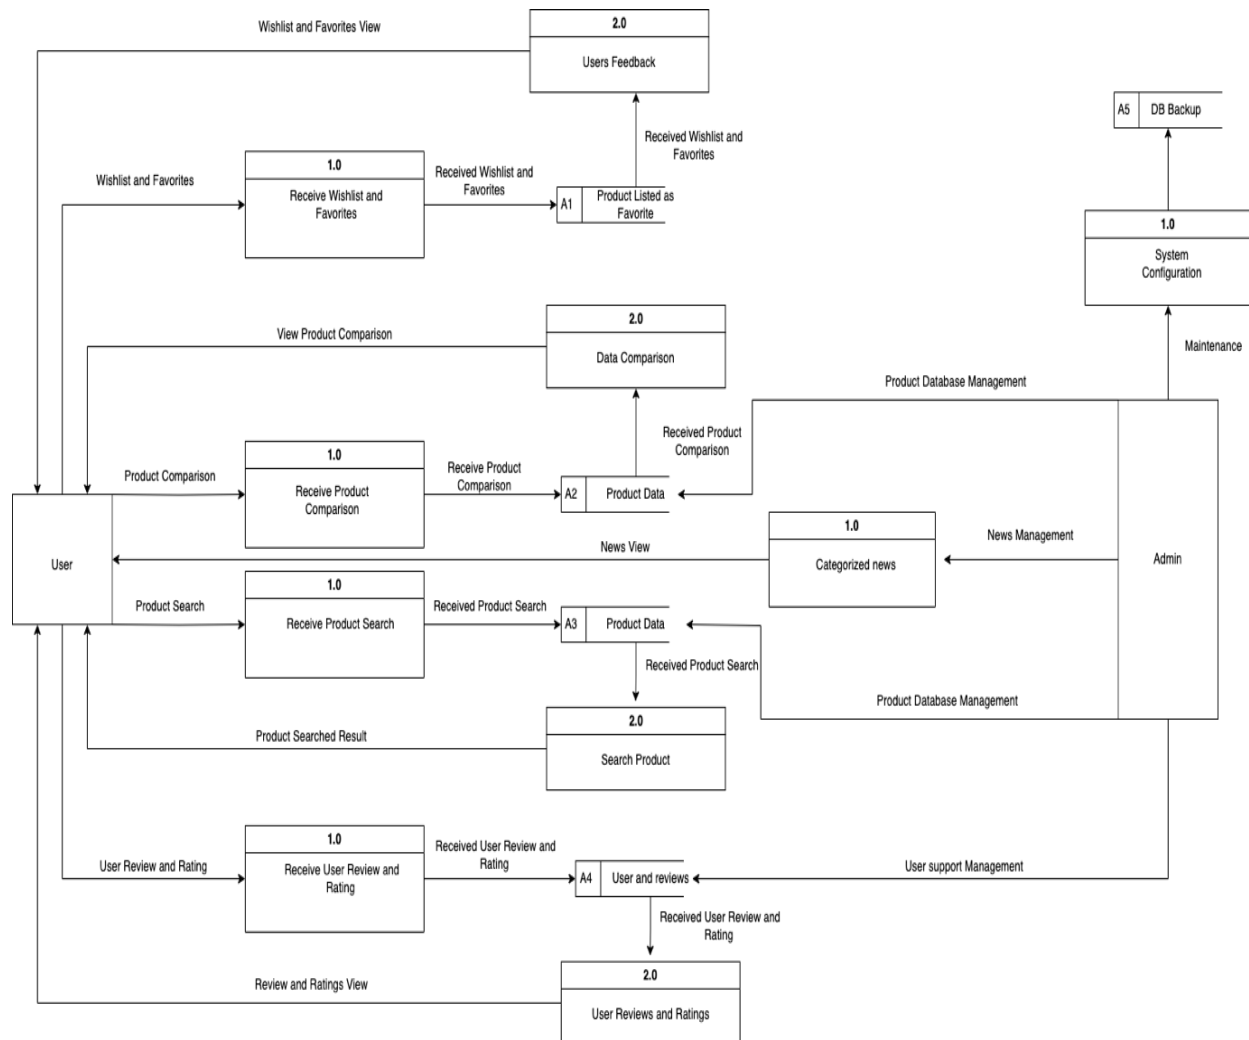 2.0
Users Feedback
Wishlist and Favorites View
Received Wishlist and
Favorites
A5
DB Backup
1.0
Receive Wishlist and
Favorites
Wishlist and Favorites
Received Wishlist and
Favorites
A1
Product Listed as
Favorite
1.0
System
Configuration
2.0
Data Comparison
View Product Comparison
Maintenance
Product Database Management
Received Product
Comparison
1.0
Receive Product
Comparison
Product Comparison
Receive Product
Comparison
A2
Product Data
User
News View
1.0
Categorized news
News Management
Admin
Product Search
1.0
Receive Product Search
Received Product Search
A3
Product Data
Received Product Search
Product Database Management
2.0
Search Product
Product Searched Result
1.0
Receive User Review and
Rating
User Review and Rating
Received User Review and
Rating
A4
User and reviews
User support Management
Received User Review and
Rating
2.0
User Reviews and Ratings
Review and Ratings View